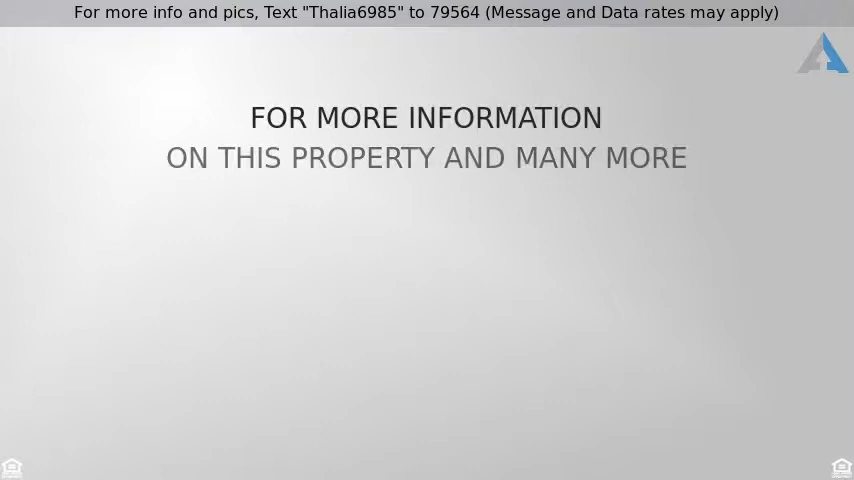 For more info and pics, Text "Thalia6985" to 79564 (Message and Data rates may apply)
FOR MORE INFORMATION
ON THIS PROPERTY AND MANY MORE